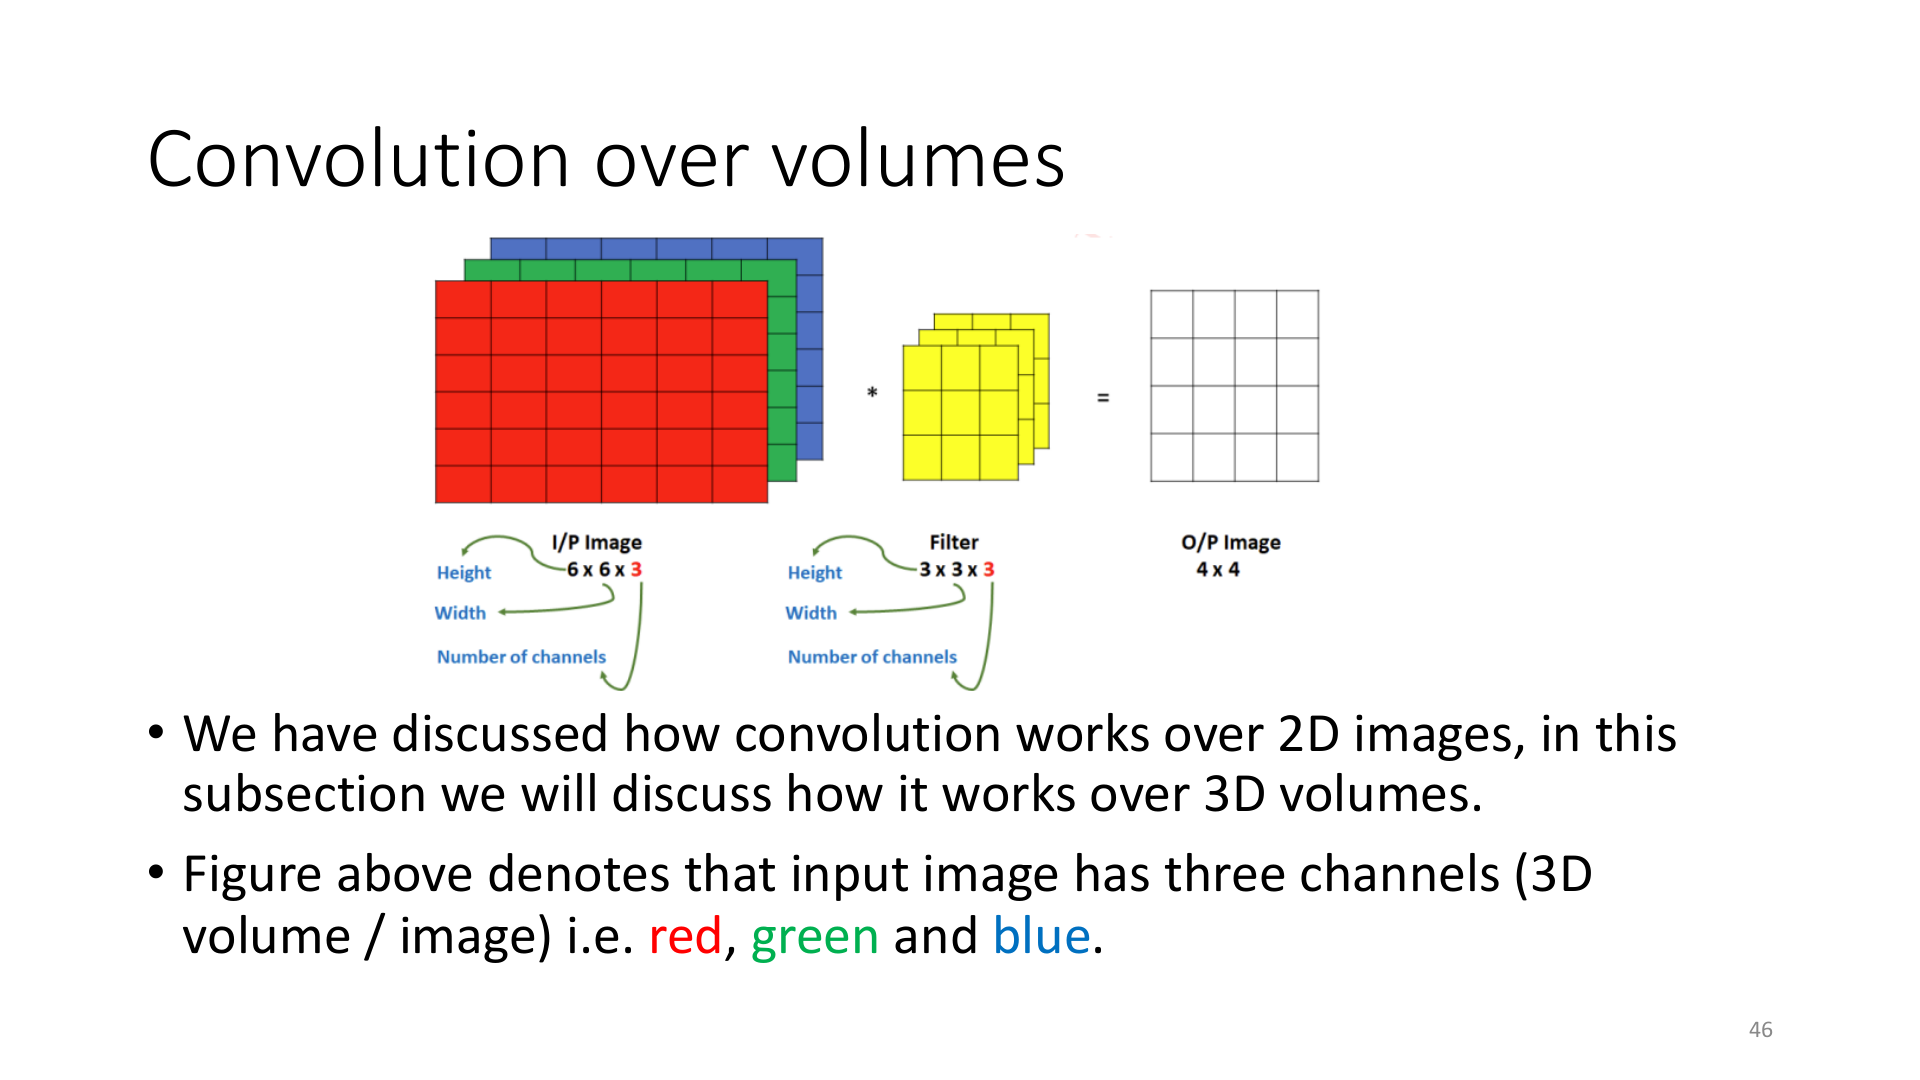 Convolution over volumes
*
=
I/P Image
6 x 6 x 3
Height
Width
Number of channels
Filter
3 x 3 x 3
Height
Width
Number of channels
O/P Image
4 x 4
• We have discussed how convolution works over 2D images, in this
subsection we will discuss how it works over 3D volumes.
• Figure above denotes that input image has three channels (3D
volume / image) i.e. red, green and blue.
46